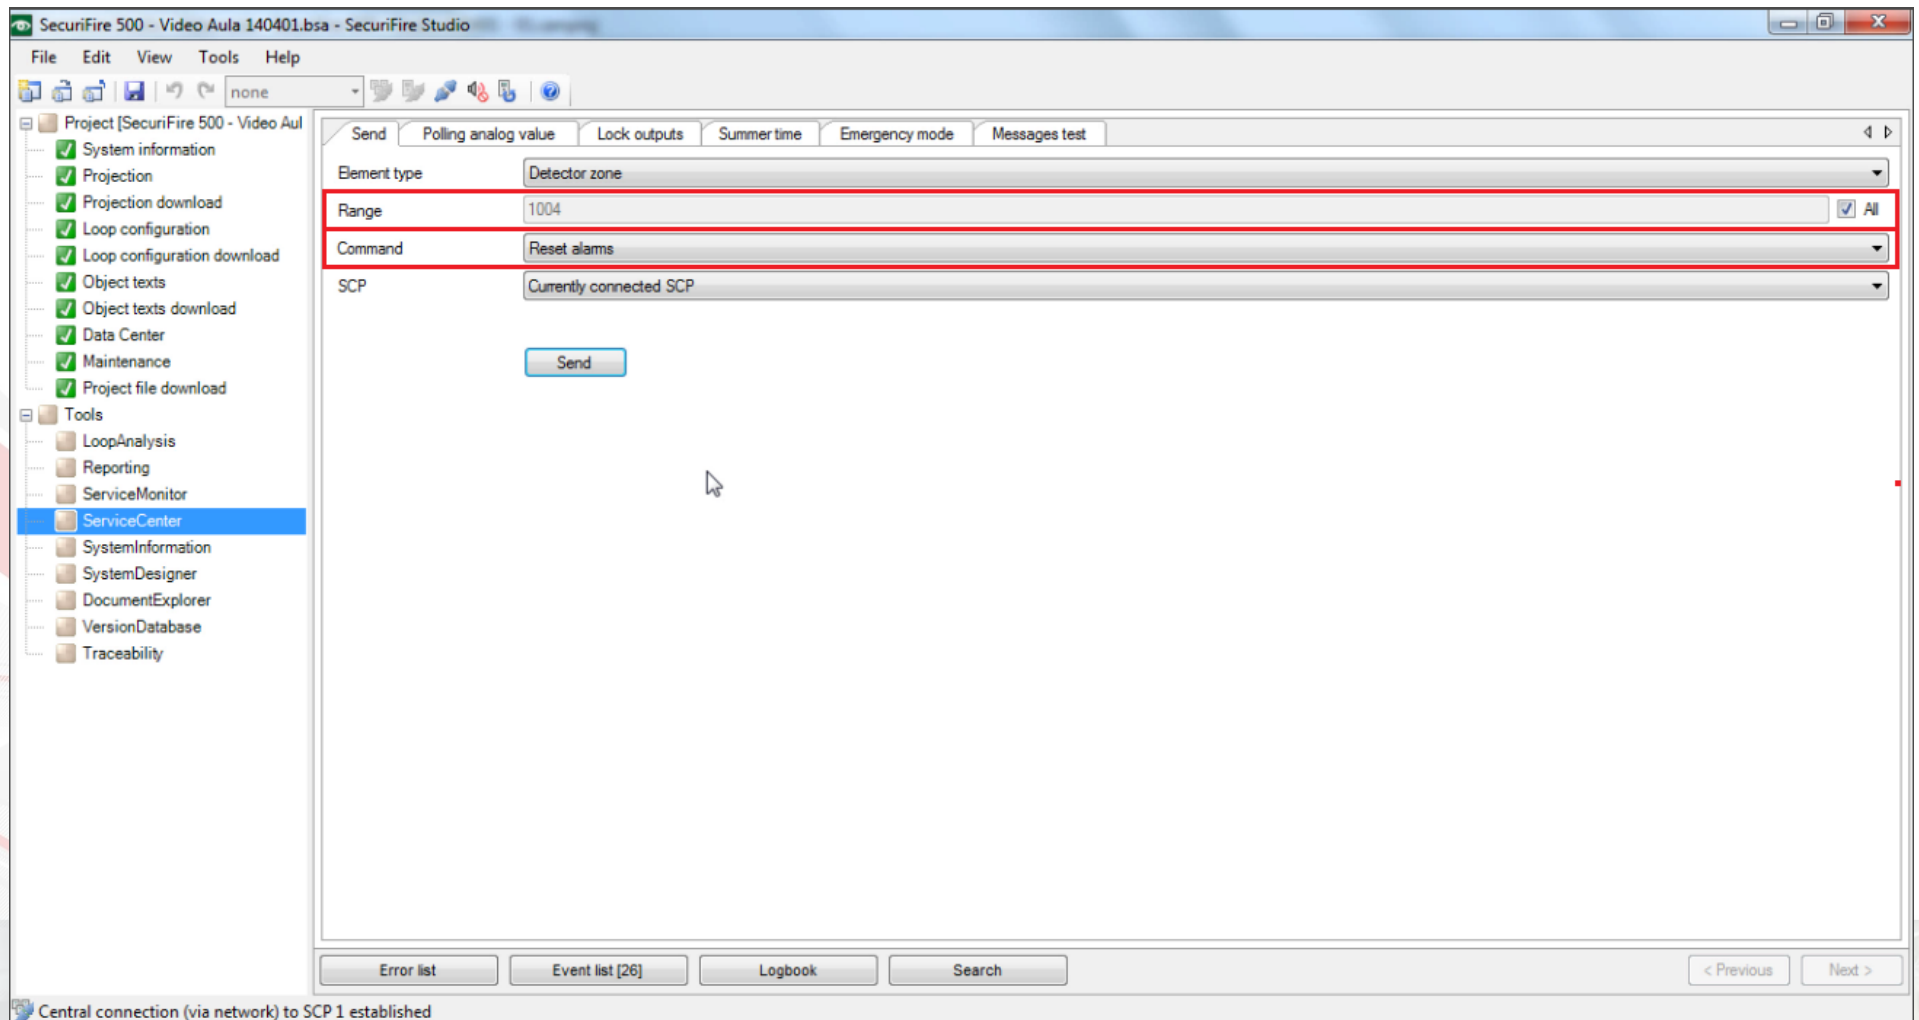 SecuriFire 500 - Video Aula 140401.bsa - SecuriFire Studio
File Edit View Tools Help
none
Project [SecuriFire 500 - Video Aul
System information
Projection
Projection download
Loop configuration
Loop configuration download
Object texts
Object texts download
Data Center
Maintenance
Project file download
Tools
LoopAnalysis
Reporting
ServiceMonitor
ServiceCenter
SystemInformation
SystemDesigner
DocumentExplorer
VersionDatabase
Traceability
Send Polling analog value Lock outputs Summer time Emergency mode Messages test
Element type Detector zone
Range 1004 All
Command Reset alarms
SCP Currently connected SCP
Send
Error list Event list [26] Logbook Search < Previous Next >
Central connection (via network) to SCP 1 established